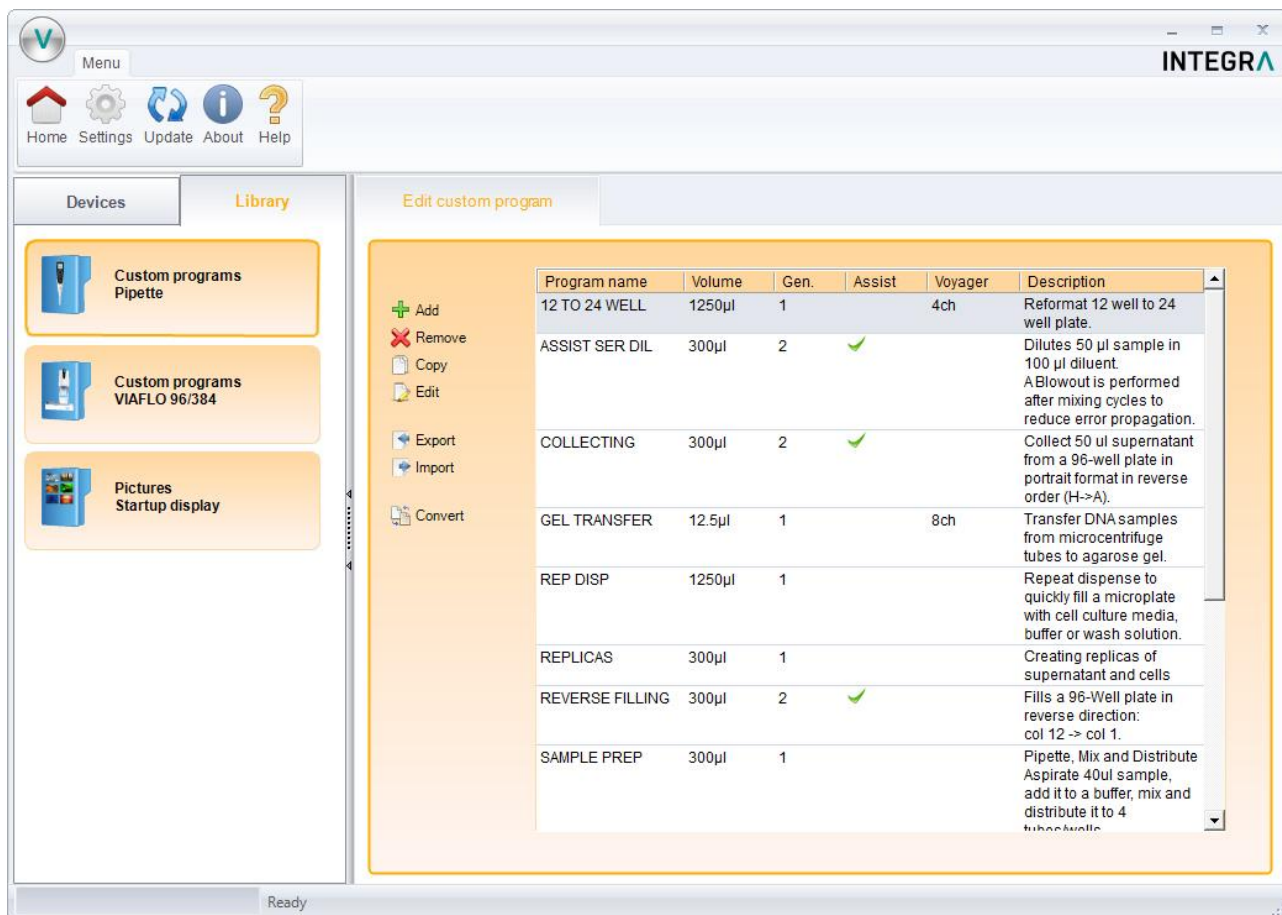 V
Menu
INTEGRA
Home Settings Update About Help
Devices Library
Custom programs
Pipette
Custom programs
VIAFLO 96/384
Pictures
Startup display
Edit custom program
Add
Remove
Copy
Edit
Export
Import
Convert
Program name Volume Gen. Assist Voyager Description
12 TO 24 WELL 1250µl 1 4ch Reformat 12 well to 24
well plate.
ASSIST SER DIL 300µl 2 Dilutes 50 µl sample in
100 µl diluent.
A Blowout is performed
after mixing cycles to
reduce error propagation.
COLLECTING 300µl 2 Collect 50 ul supernatant
from a 96-well plate in
portrait format in reverse
order (H->A).
GEL TRANSFER 12.5µl 1 8ch Transfer DNA samples
from microcentrifuge
tubes to agarose gel.
REP DISP 1250µl 1 Repeat dispense to
quickly fill a microplate
with cell culture media,
buffer or wash solution.
REPLICAS 300µl 1 Creating replicas of
supernatant and cells
REVERSE FILLING 300µl 2 Fills a 96-Well plate in
reverse direction:
col 12 -> col 1.
SAMPLE PREP 300µl 1 Pipette, Mix and Distribute
Aspirate 40ul sample,
add it to a buffer, mix and
distribute it to 4
tubes/wells
Ready